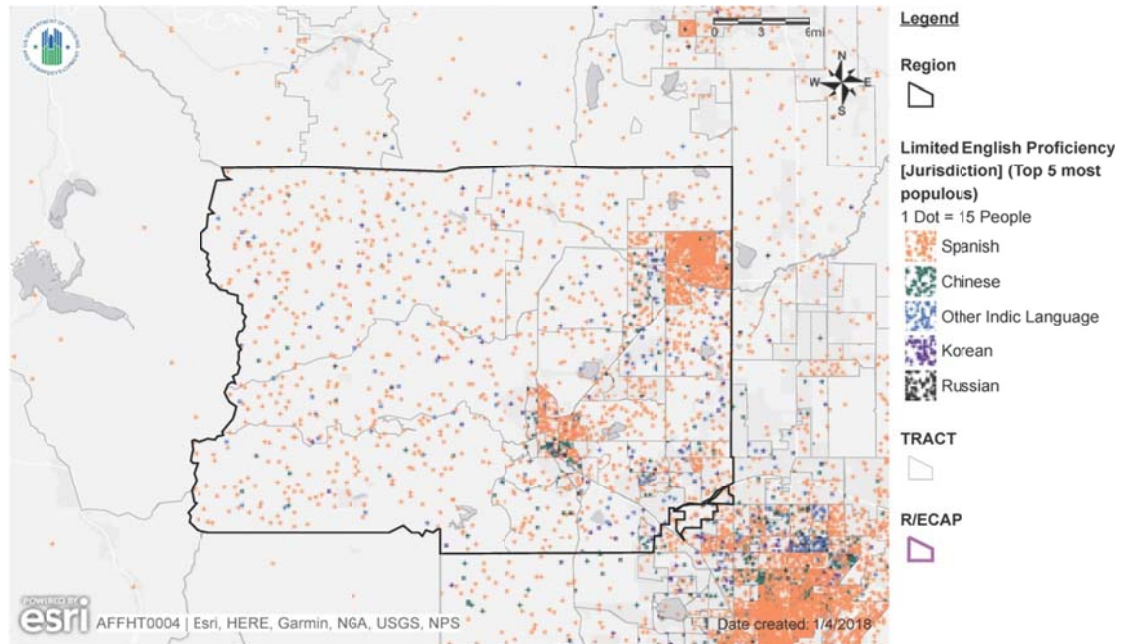 0 3 6mi
N
W E
S
POWERED BY
esri
AFFHT0004 | Esri, HERE, Garmin, NGA, USGS, NPS
Date created: 1/4/2018
Legend
Region
Limited English Proficiency
[Jurisdiction] (Top 5 most
populous)
1 Dot = 15 People
Spanish
Chinese
Other Indic Language
Korean
Russian
TRACT
R/ECAP